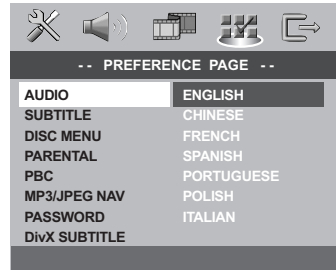 -- PREFERENCE PAGE --
AUDIO ENGLISH
SUBTITLE CHINESE
DISC MENU FRENCH
PARENTAL SPANISH
PBC PORTUGUESE
MP3/JPEG NAV POLISH
PASSWORD ITALIAN
DivX SUBTITLE